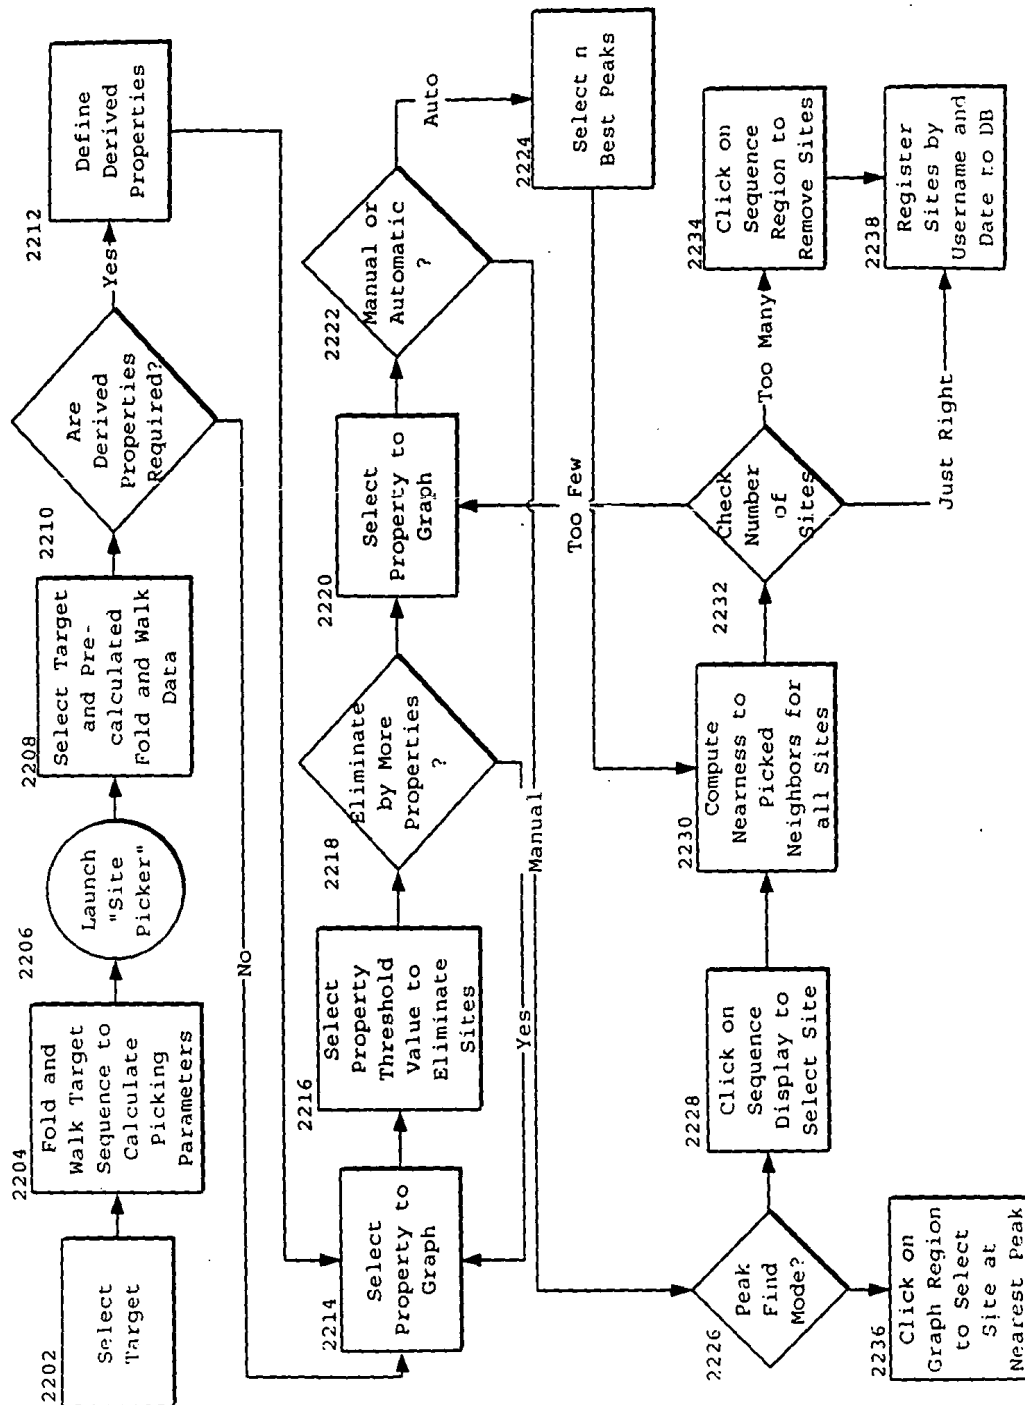 2202
Select
Target
2204
Fold and
Walk Target
Sequence to
Calculate
Picking
Parameters
2206
Launch
"Site
Picker"
2208
Select Target
and Pre-
calculated
Fold and Walk
Data
2210
Are
Derived
Properties
Required?
Yes
No
2212
Define
Derived
Properties
2214
Select
Property to
Graph
2216
Select
Property
Threshold
Value to
Eliminate
Sites
2218
Eliminate
by More
Properties
?
Yes
2220
Select
Property to
Graph
2222
Manual or
Automatic
?
Auto
Manual
2224
Select n
Best Peaks
2226
Peak
Find
Mode?
2228
Click on
Sequence
Display to
Select Site
2230
Compute
Nearness to
Picked
Neighbors for
all Sites
2232
Check
Number
of
Sites
Too Few
Too Many
Just Right
2234
Click on
Sequence
Region to
Remove Sites
2236
Click on
Graph Region
to Select
Site at
Nearest Peak
2238
Register
Sites by
Username and
Date to DB